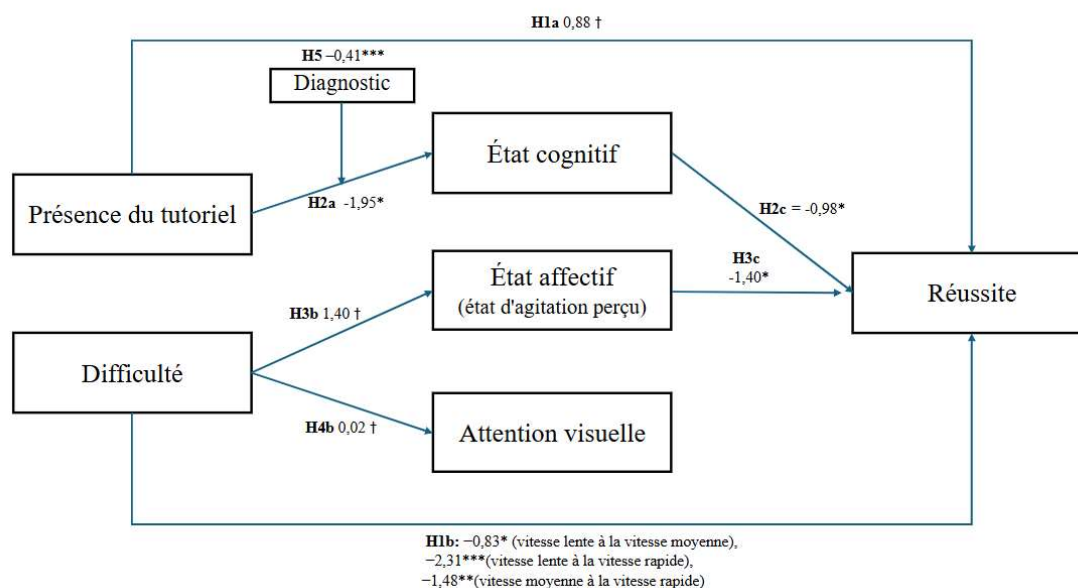 H1a 0,88 †
H5 −0,41***
Diagnostic
État cognitif
Présence du tutoriel
H2a -1,95*
H2c = -0,98*
État affectif
(état d'agitation perçu)
H3c
-1,40*
Réussite
H3b 1,40 †
Difficulté
H4b 0,02 †
Attention visuelle
H1b: −0,83* (vitesse lente à la vitesse moyenne),
−2,31***(vitesse lente à la vitesse rapide),
−1,48**(vitesse moyenne à la vitesse rapide)